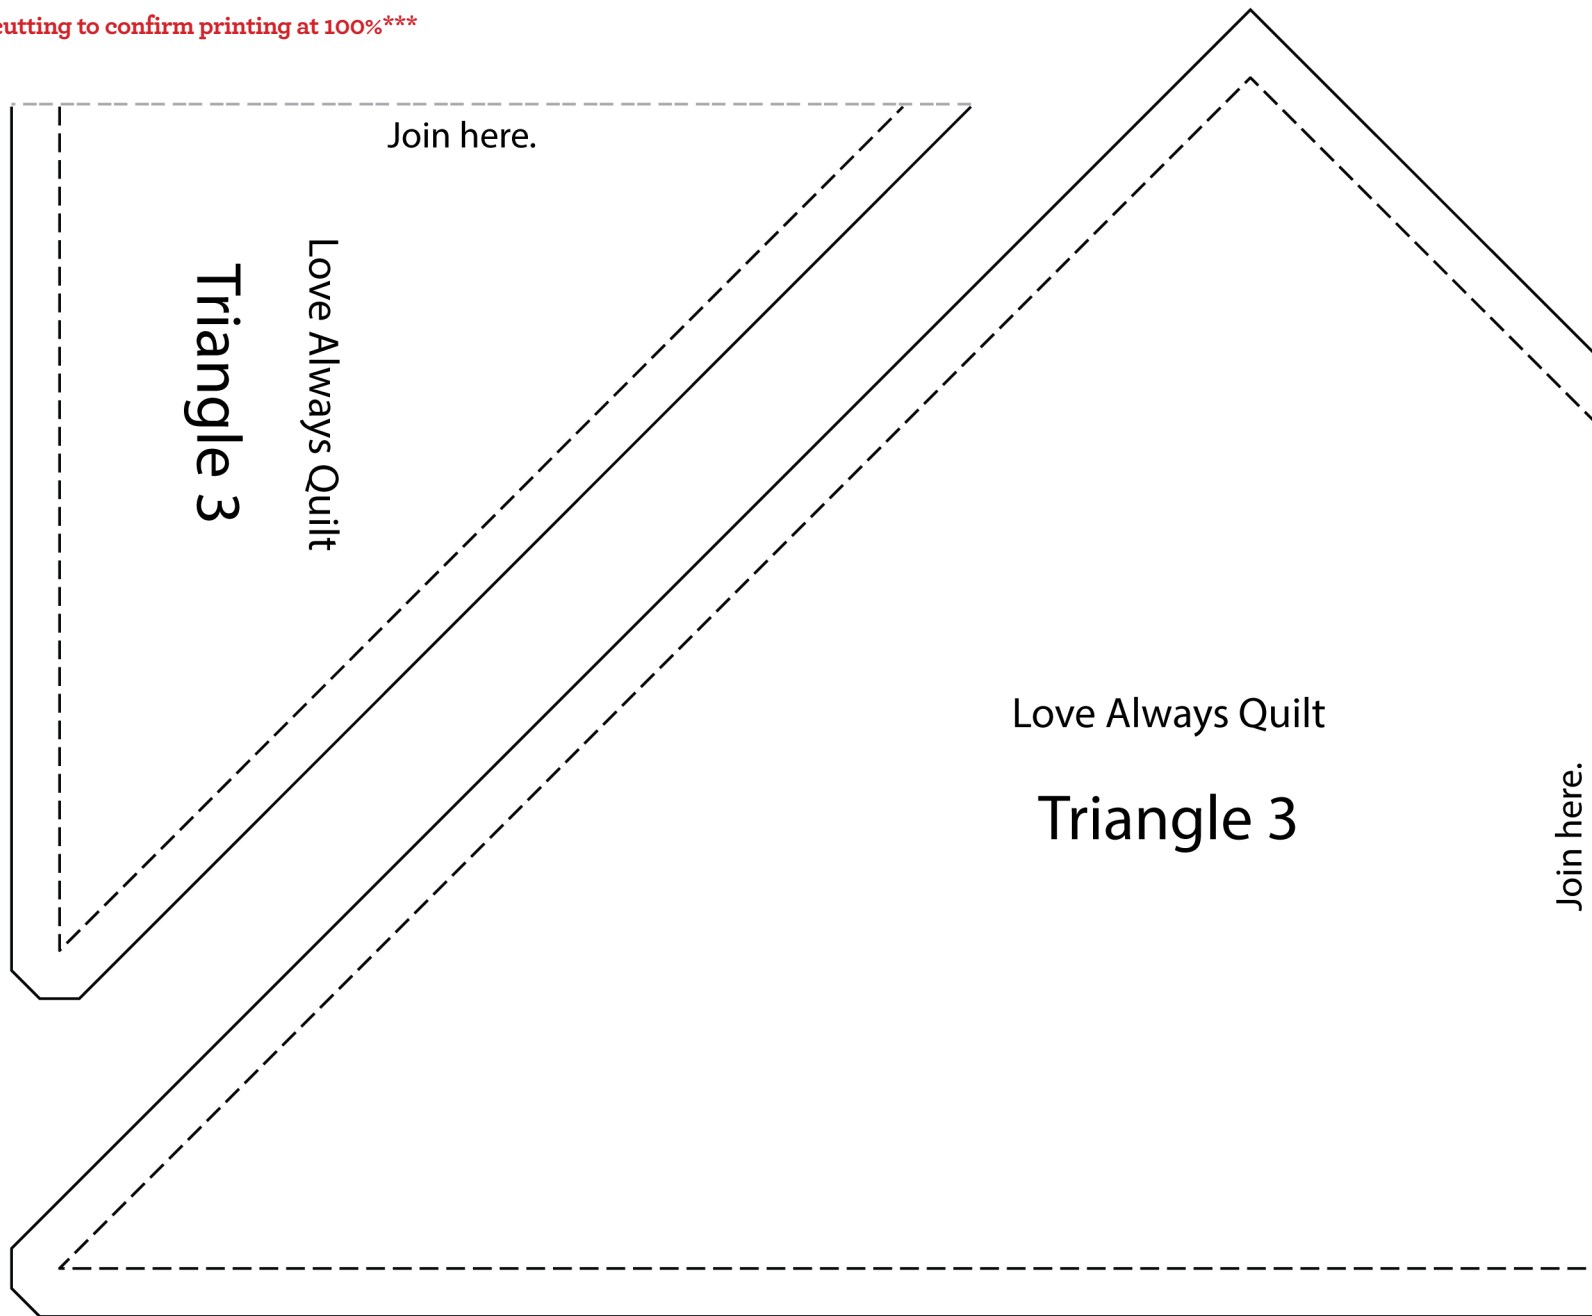 cutting to confirm printing at 100%***
Join here.
Love Always Quilt
Triangle 3
Love Always Quilt
Triangle 3
Join here.